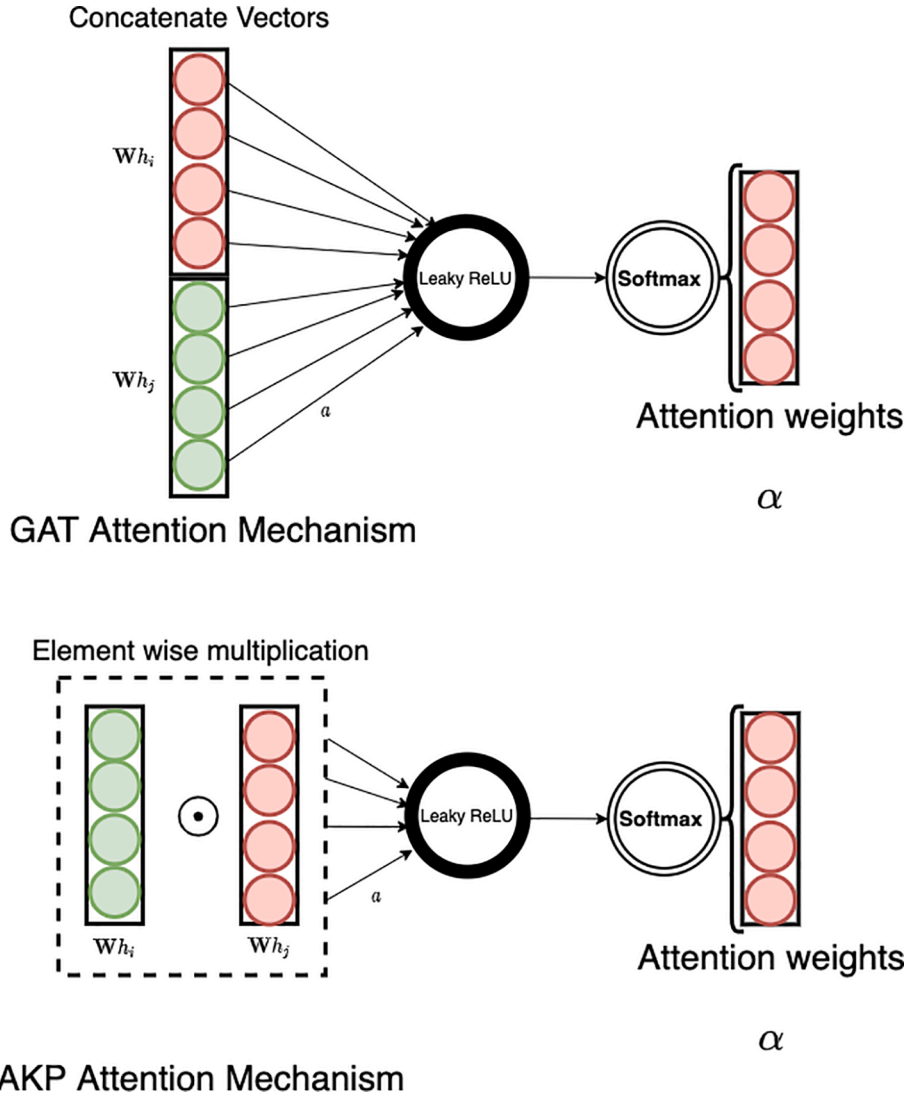 Concatenate Vectors
Wh_i
Leaky ReLU
Softmax
Wh_j
a
Attention weights
α
GAT Attention Mechanism
Element wise multiplication
Leaky ReLU
Softmax
a
Wh_i
Wh_j
Attention weights
α
AKP Attention Mechanism